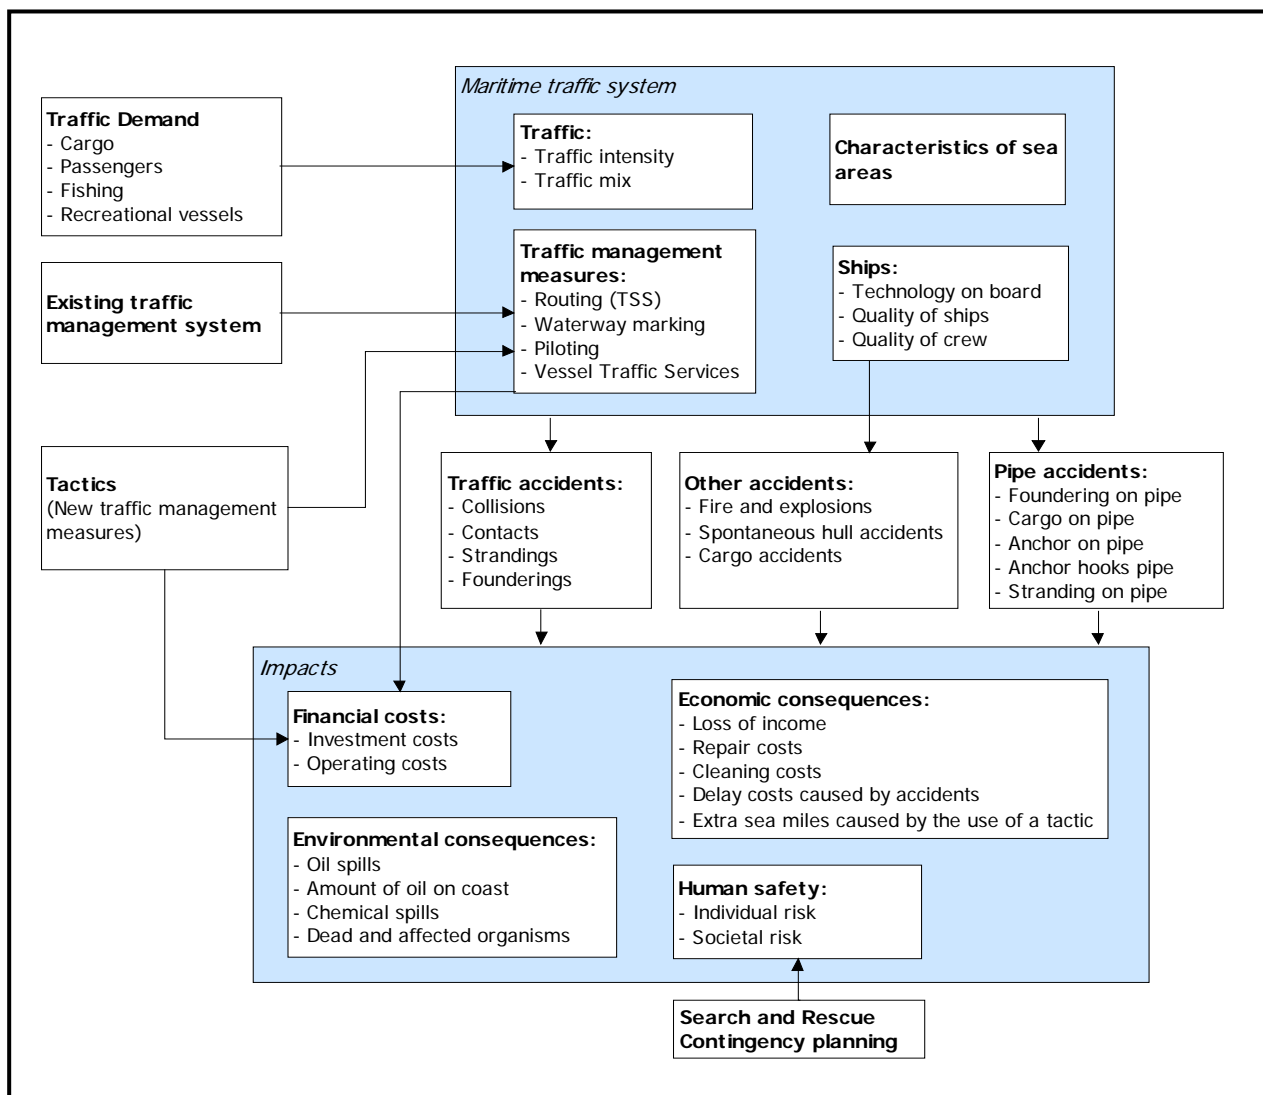 Maritime traffic system
Traffic Demand
- Cargo
- Passengers
- Fishing
- Recreational vessels
Traffic:
- Traffic intensity
- Traffic mix
Characteristics of sea
areas
Existing traffic
management system
Traffic management
measures:
- Routing (TSS)
- Waterway marking
- Piloting
- Vessel Traffic Services
Ships:
- Technology on board
- Quality of ships
- Quality of crew
Tactics
(New traffic management
measures)
Traffic accidents:
- Collisions
- Contacts
- Strandings
- Founderings
Other accidents:
- Fire and explosions
- Spontaneous hull accidents
- Cargo accidents
Pipe accidents:
- Foundering on pipe
- Cargo on pipe
- Anchor on pipe
- Anchor hooks pipe
- Stranding on pipe
Impacts
Financial costs:
- Investment costs
- Operating costs
Economic consequences:
- Loss of income
- Repair costs
- Cleaning costs
- Delay costs caused by accidents
- Extra sea miles caused by the use of a tactic
Environmental consequences:
- Oil spills
- Amount of oil on coast
- Chemical spills
- Dead and affected organisms
Human safety:
- Individual risk
- Societal risk
Search and Rescue
Contingency planning